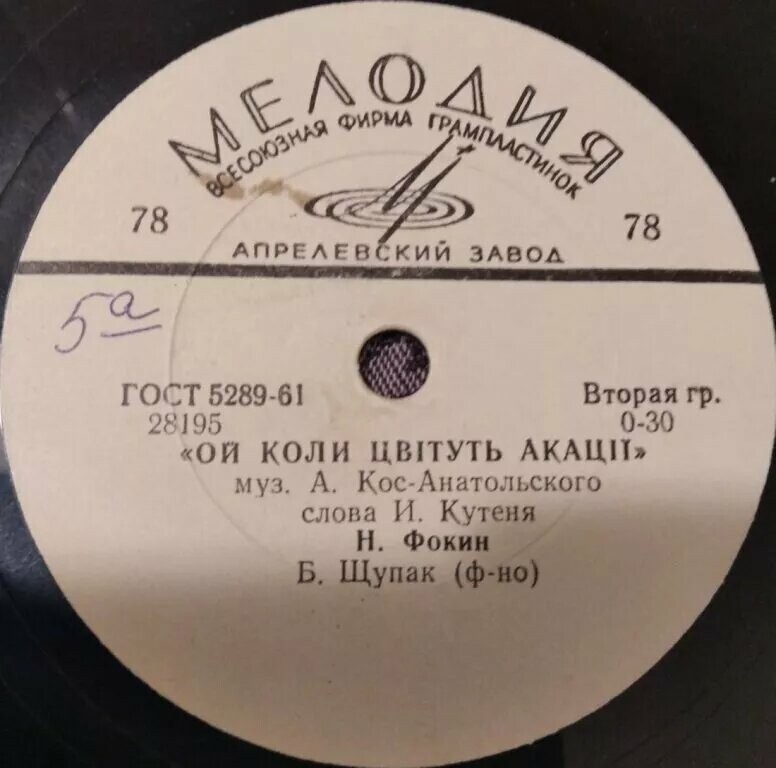 МЕЛОДИЯ
ВСЕСОЮЗНАЯ ФИРМА ГРАМПЛАСТИНОК
78 78
АПРЕЛЕВСКИЙ ЗАВОД
5а
ГОСТ 5289-61 Вторая гр.
28195 0-30
«ОЙ КОЛИ ЦВІТУТЬ АКАЦІЇ»
муз. А. Кос-Анатольского
слова И. Кутеня
Н. Фокин
Б. Щупак (ф-но)